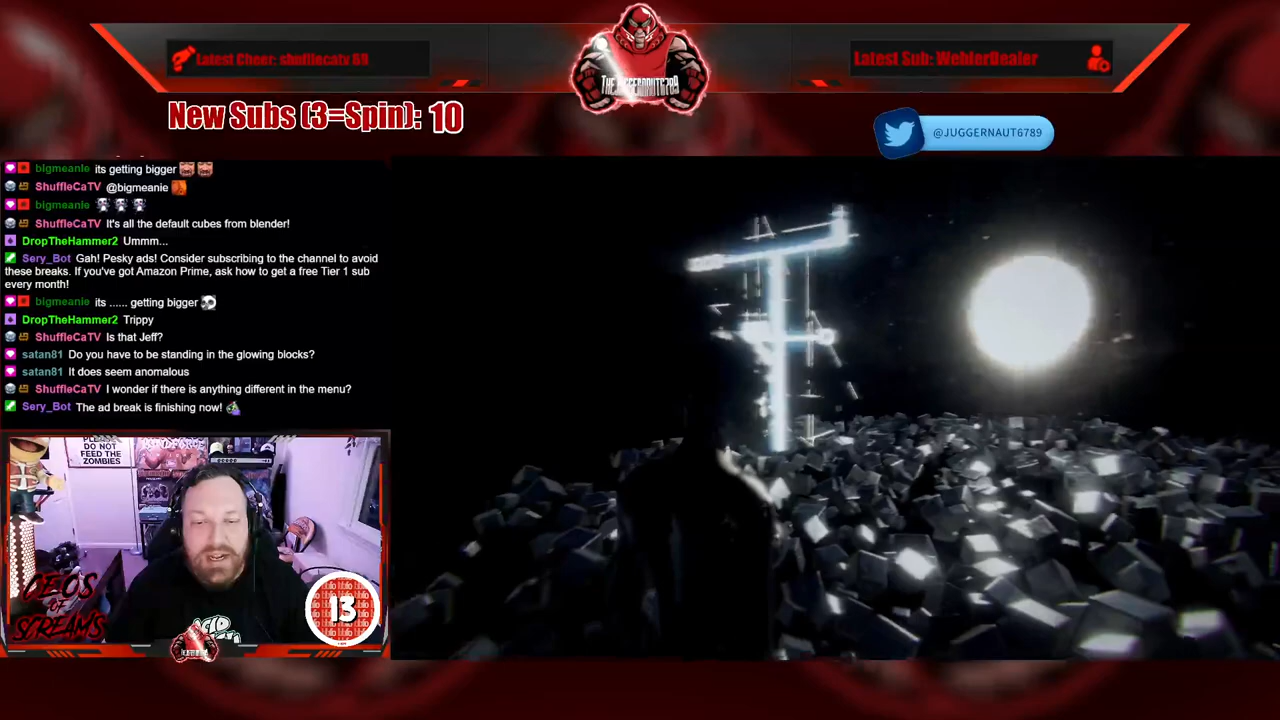 Latest Cheer: shufflecatv 69
THEJUGGERNAUT6789
Latest Sub: WehlerDealer
New Subs (3=Spin): 10
@JUGGERNAUT6789
bigmeanie its getting bigger
ShuffleCaTV @bigmeanie
bigmeanie
ShuffleCaTV It's all the default cubes from blender!
DropTheHammer2 Ummm...
Sery_Bot Gah! Pesky ads! Consider subscribing to the channel to avoid
these breaks. If you've got Amazon Prime, ask how to get a free Tier 1 sub
every month!
bigmeanie its ...... getting bigger
DropTheHammer2 Trippy
ShuffleCaTV Is that Jeff?
satan81 Do you have to be standing in the glowing blocks?
satan81 It does seem anomalous
ShuffleCaTV I wonder if there is anything different in the menu?
Sery_Bot The ad break is finishing now!
PLEASE
DO NOT
FEED THE
ZOMBIES
CEOS
OF
STREAMS
13